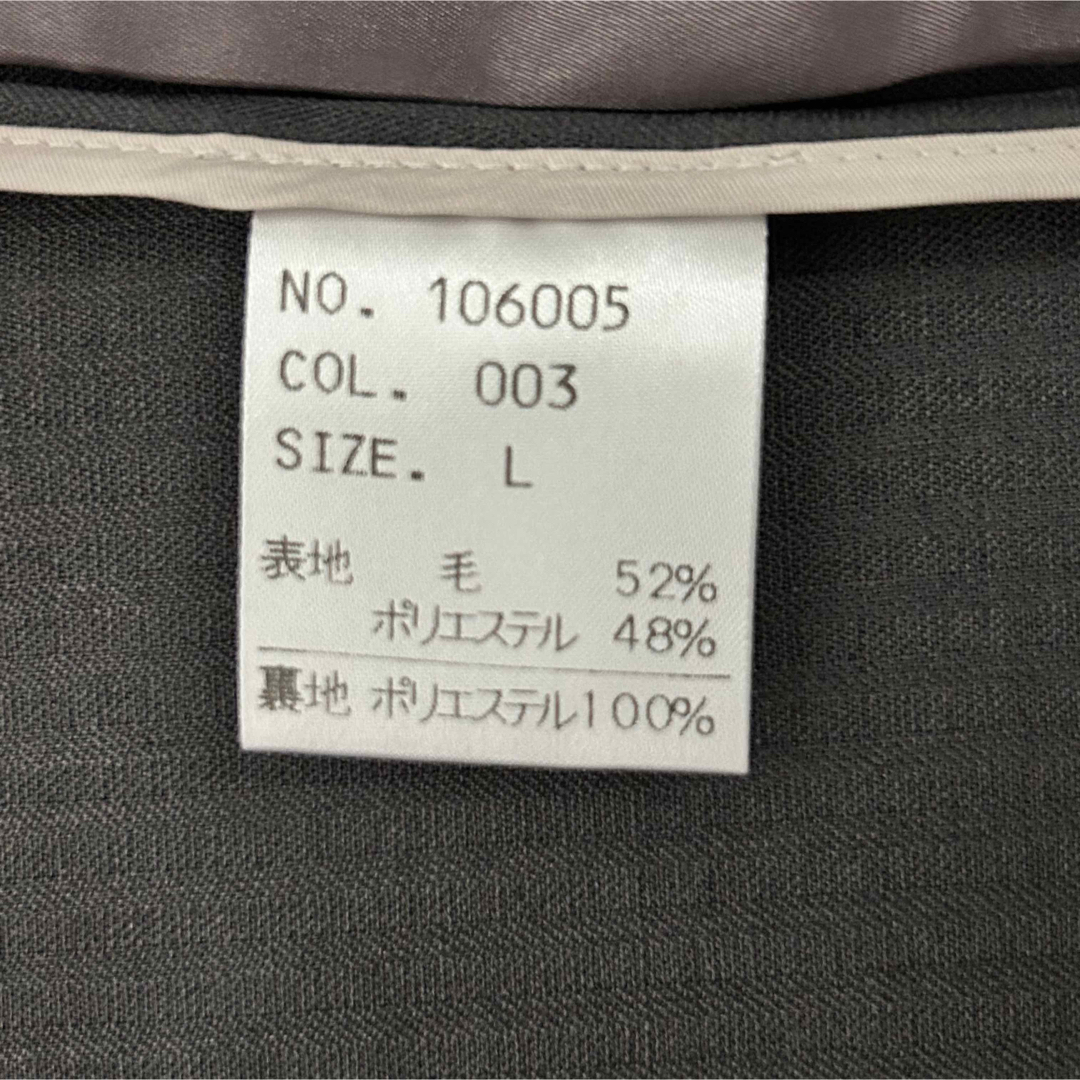 NO. 106005
COL. 003
SIZE. L
表地 毛 52%
ポリエステル 48%
裏地 ポリエステル100%